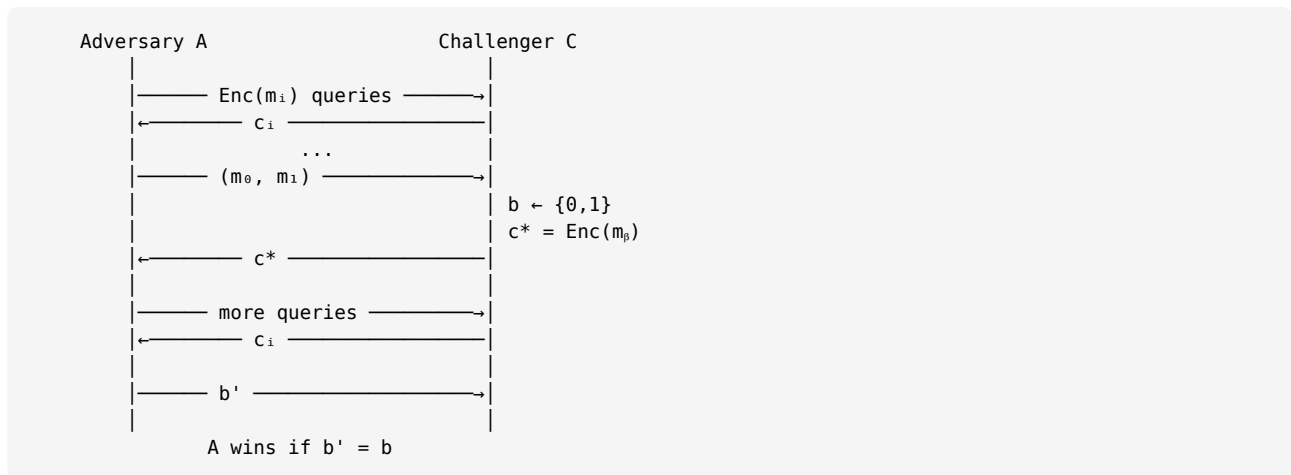 Adversary A Challenger C
Enc(mᵢ) queries
cᵢ
...
(m₀, m₁)
b ← {0,1}
c* = Enc(mᵦ)
c*
more queries
cᵢ
b'
A wins if b' = b